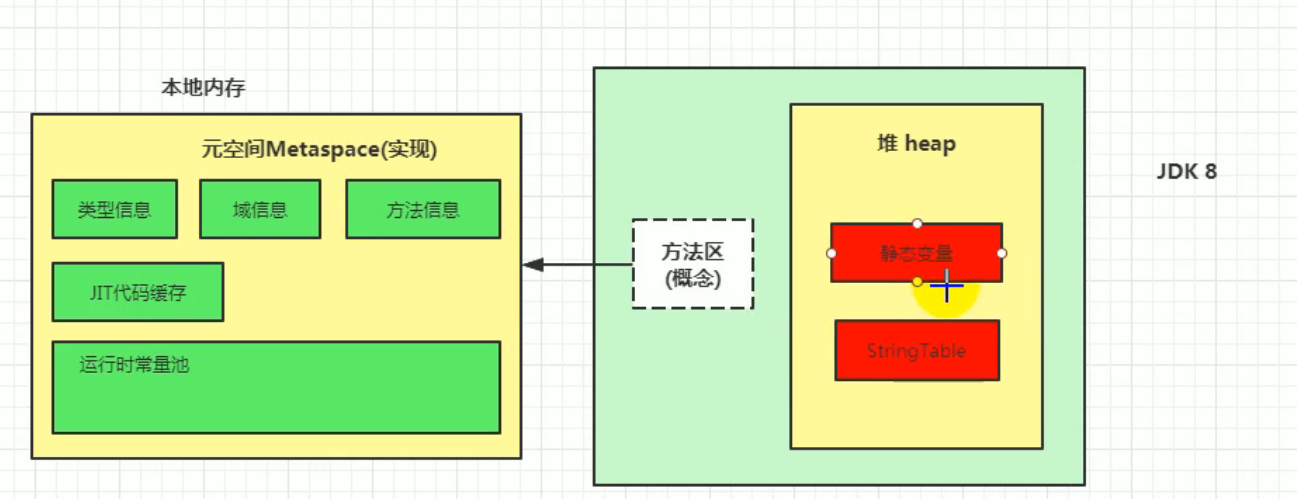 本地内存
元空间Metaspace(实现)
类型信息
域信息
方法信息
JIT代码缓存
运行时常量池
方法区
(概念)
堆 heap
静态变量
StringTable
JDK 8